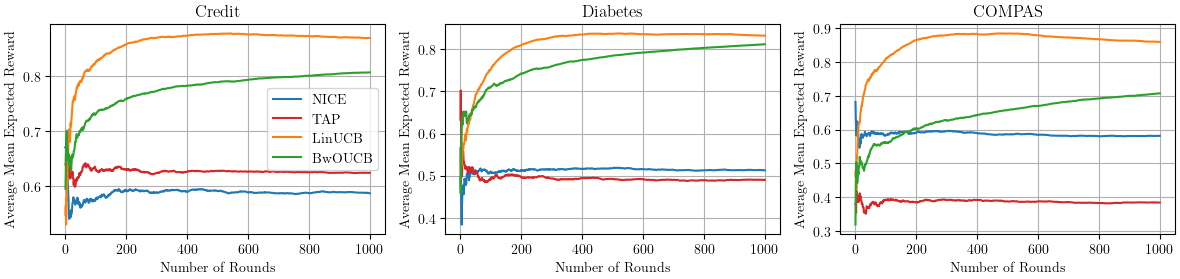 Credit
Average Mean Expected Reward
0.8
0.7
0.6
0
200
400
600
800
1000
Number of Rounds
NICE
TAP
LinUCB
BwOUCB
Diabetes
Average Mean Expected Reward
0.8
0.7
0.6
0.5
0.4
0
200
400
600
800
1000
Number of Rounds
COMPAS
Average Mean Expected Reward
0.9
0.8
0.7
0.6
0.5
0.4
0.3
0
200
400
600
800
1000
Number of Rounds